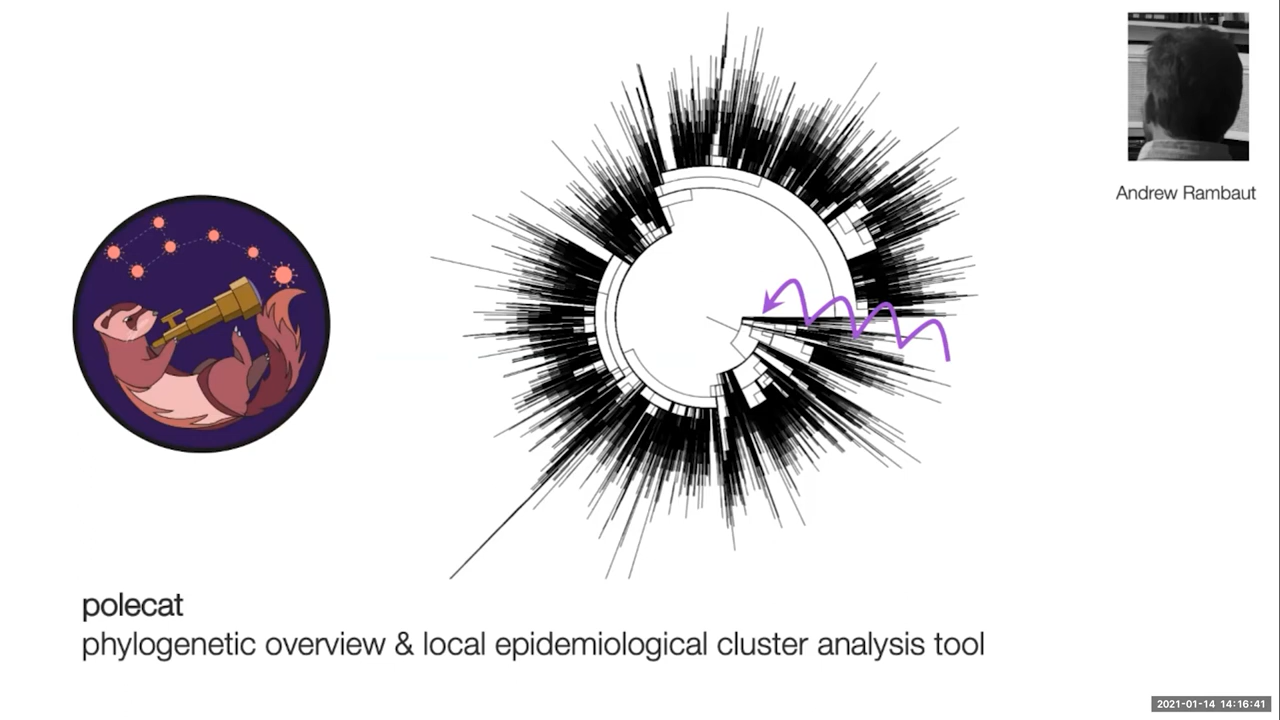 Andrew Rambaut
polecat
phylogenetic overview & local epidemiological cluster analysis tool
2021-01-14 14:16:41